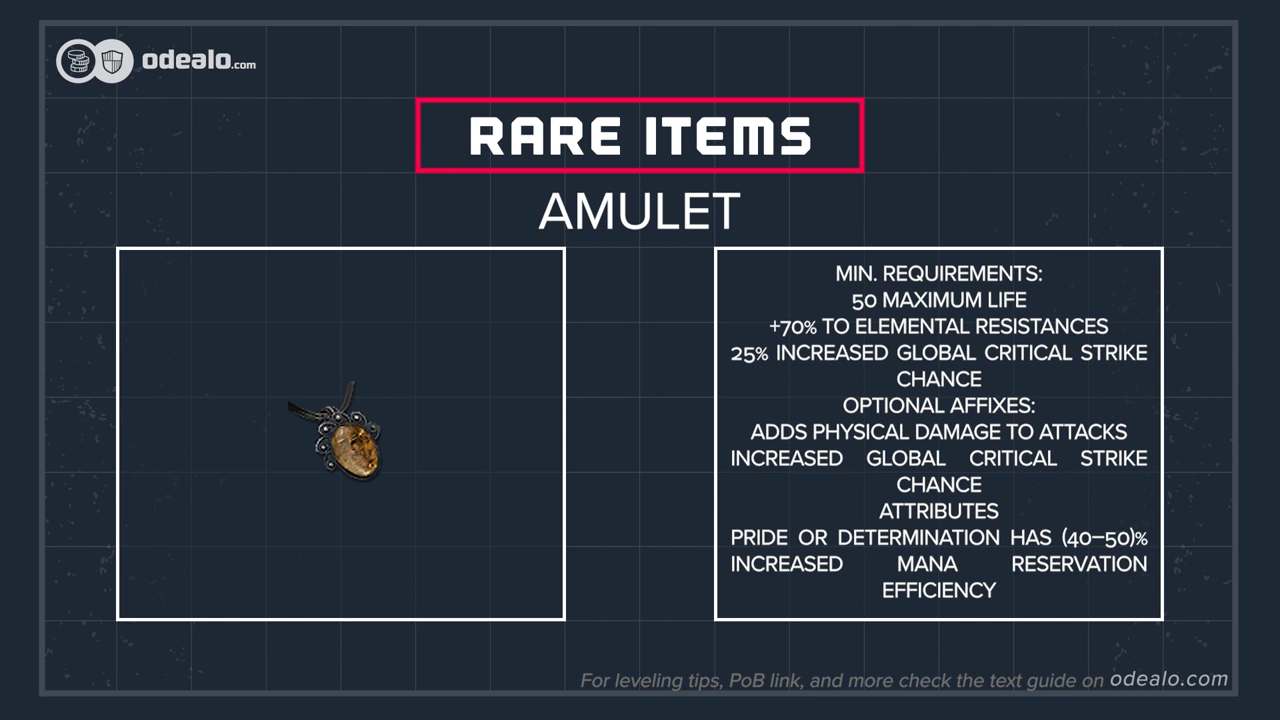 odealo.com
RARE ITEMS
AMULET
MIN. REQUIREMENTS:
50 MAXIMUM LIFE
+70% TO ELEMENTAL RESISTANCES
25% INCREASED GLOBAL CRITICAL STRIKE
CHANCE
OPTIONAL AFFIXES:
ADDS PHYSICAL DAMAGE TO ATTACKS
INCREASED GLOBAL CRITICAL STRIKE
CHANCE
ATTRIBUTES
PRIDE OR DETERMINATION HAS (40–50)%
INCREASED MANA RESERVATION
EFFICIENCY
For leveling tips, PoB link, and more check the text guide on odealo.com